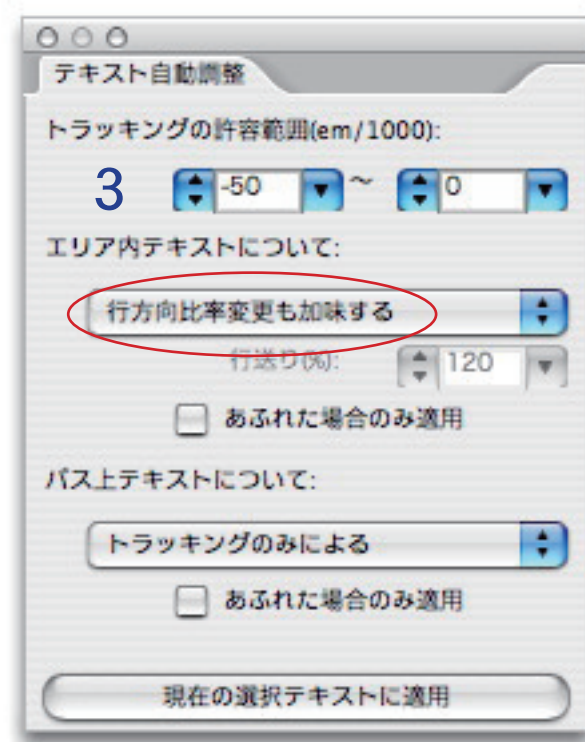 テキスト自動調整
トラッキングの許容範囲(em/1000):
3 -50 ~ 0
エリア内テキストについて:
行方向比率変更も加味する
行送り(%): 120
あふれた場合のみ適用
パス上テキストについて:
トラッキングのみによる
あふれた場合のみ適用
現在の選択テキストに適用